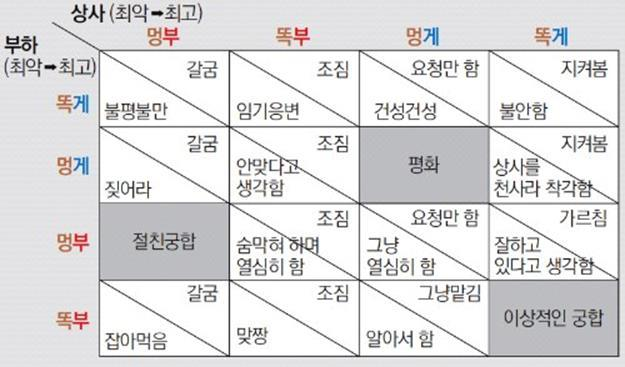 상사 (최악➡최고)
부하
(최악➡최고)
멍부 똑부 멍게 똑게
똑게
갈굼
불평불만
조짐
임기응변
요청만 함
건성건성
지켜봄
불안함
멍게
갈굼
짖어라
조짐
안맞다고
생각함
평화
지켜봄
상사를
천사라 착각함
멍부
절친궁합
조짐
숨막혀 하며
열심히 함
요청만 함
그냥
열심히 함
가르침
잘하고
있다고 생각함
똑부
갈굼
잡아먹음
조짐
맞짱
그냥맡김
알아서 함
이상적인 궁합